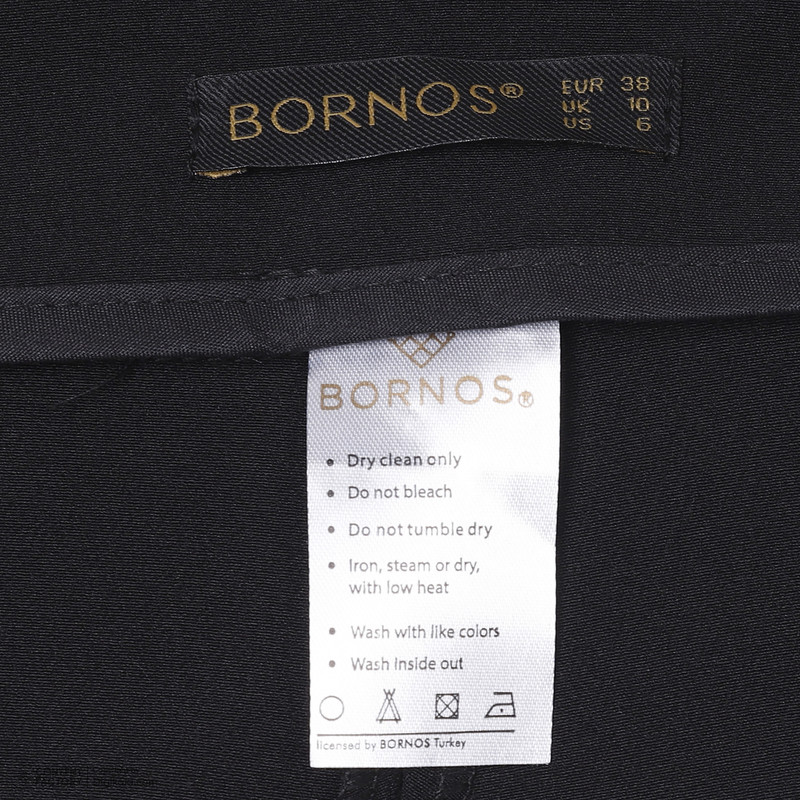 BORNOS® EUR 38
UK 10
US 6
BORNOS®
• Dry clean only
• Do not bleach
• Do not tumble dry
• Iron, steam or dry,
with low heat
• Wash with like colors
• Wash Inside out
licensed by BORNOS Turkey